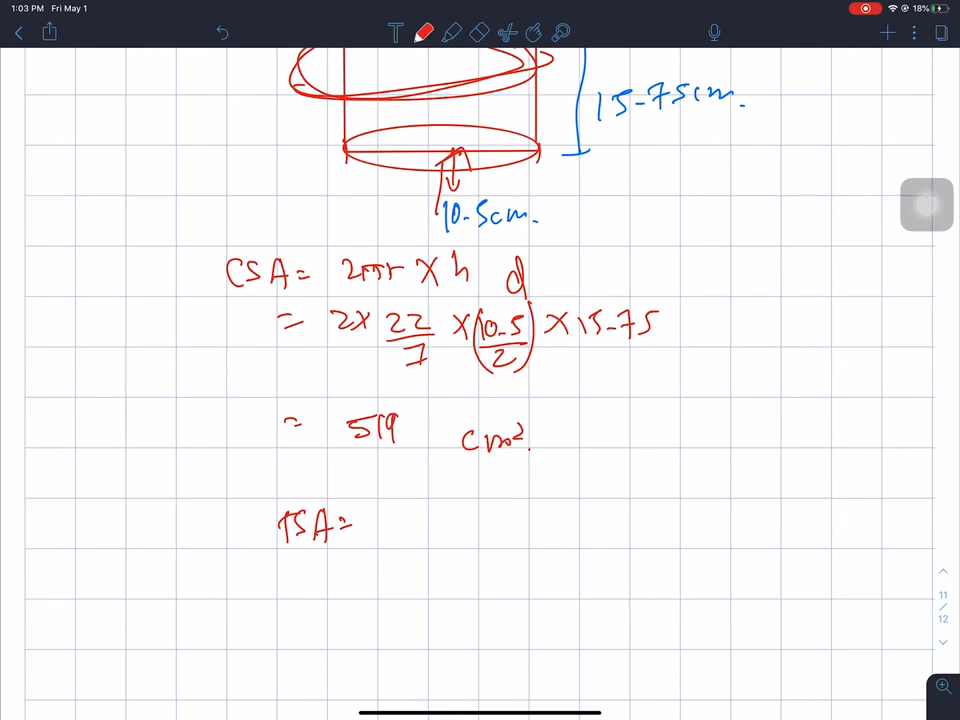 1:03 PM Fri May 1
18%
15-75cm.
10-5cm.
CSA= 2πr × h d
= 2× 22/7 ×(10-5/2) × 15-75
= 519 cm².
TSA=
11
/
12